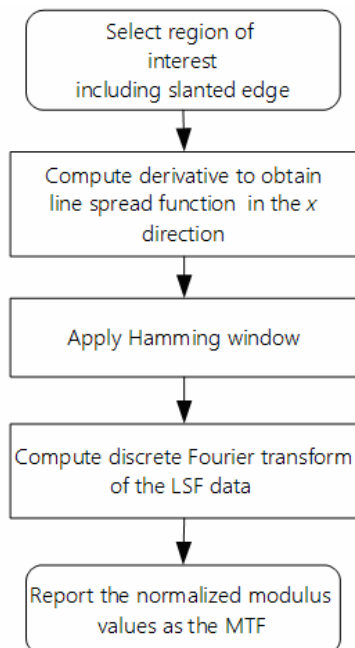 Select region of
interest
including slanted edge
Compute derivative to obtain
line spread function in the x
direction
Apply Hamming window
Compute discrete Fourier transform
of the LSF data
Report the normalized modulus
values as the MTF